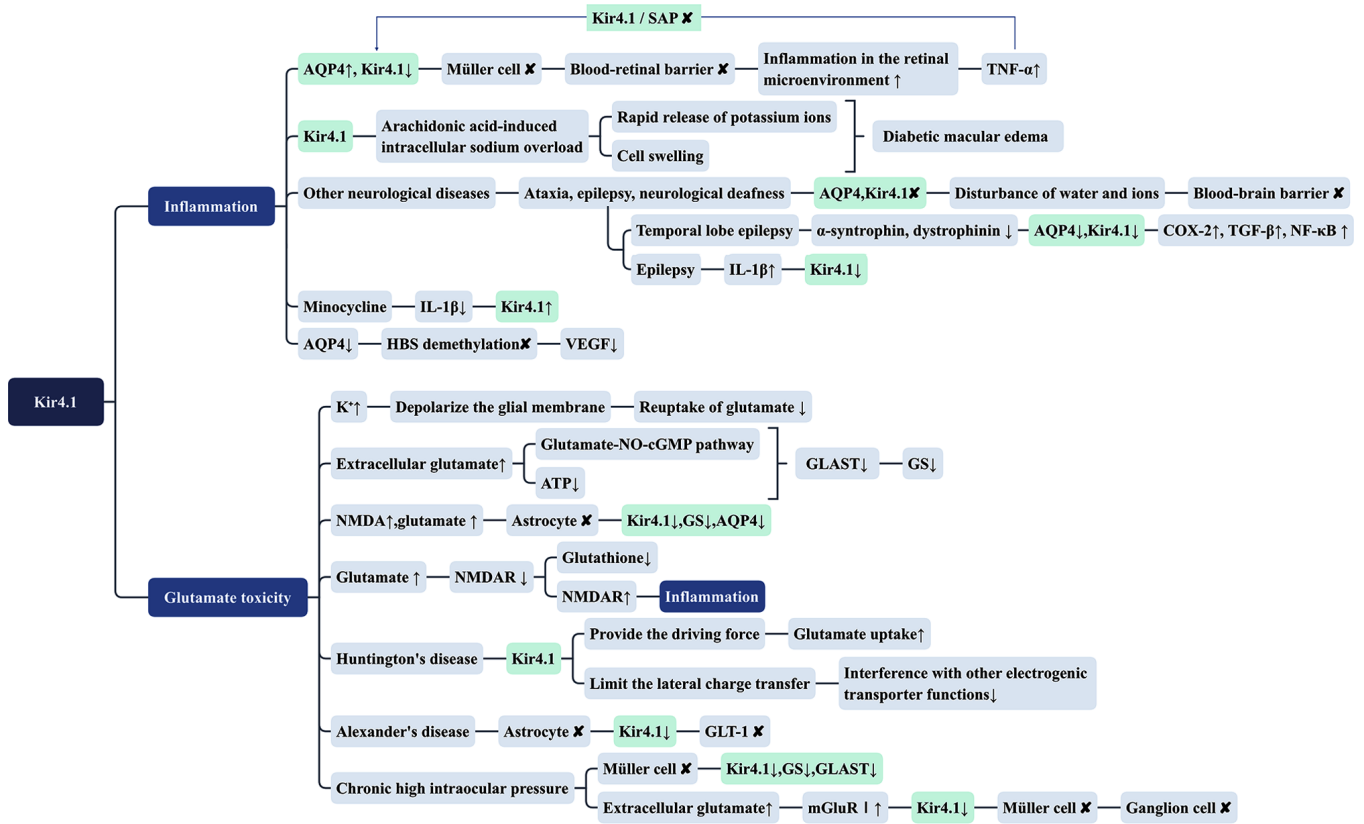 Kir4.1 / SAP ✘
AQP4↑, Kir4.1↓
Müller cell ✘
Blood-retinal barrier ✘
Inflammation in the retinal
microenvironment ↑
TNF-α↑
Kir4.1
Arachidonic acid-induced
intracellular sodium overload
Rapid release of potassium ions
Cell swelling
Diabetic macular edema
Inflammation
Other neurological diseases
Ataxia, epilepsy, neurological deafness
AQP4,Kir4.1✘
Disturbance of water and ions
Blood-brain barrier ✘
Temporal lobe epilepsy
α-syntrophin, dystrophinin ↓
AQP4↓,Kir4.1↓
COX-2↑, TGF-β↑, NF-κB ↑
Epilepsy
IL-1β↑
Kir4.1↓
Minocycline
IL-1β↓
Kir4.1↑
AQP4↓
HBS demethylation✘
VEGF↓
Kir4.1
K⁺↑
Depolarize the glial membrane
Reuptake of glutamate ↓
Extracellular glutamate↑
Glutamate-NO-cGMP pathway
ATP↓
GLAST↓
GS↓
NMDA↑,glutamate ↑
Astrocyte ✘
Kir4.1↓,GS↓,AQP4↓
Glutamate toxicity
Glutamate ↑
NMDAR ↓
Glutathione↓
NMDAR↑
Inflammation
Huntington's disease
Kir4.1
Provide the driving force
Glutamate uptake↑
Limit the lateral charge transfer
Interference with other electrogenic
transporter functions↓
Alexander's disease
Astrocyte ✘
Kir4.1↓
GLT-1 ✘
Chronic high intraocular pressure
Müller cell ✘
Kir4.1↓,GS↓,GLAST↓
Extracellular glutamate↑
mGluR Ⅰ ↑
Kir4.1↓
Müller cell ✘
Ganglion cell ✘